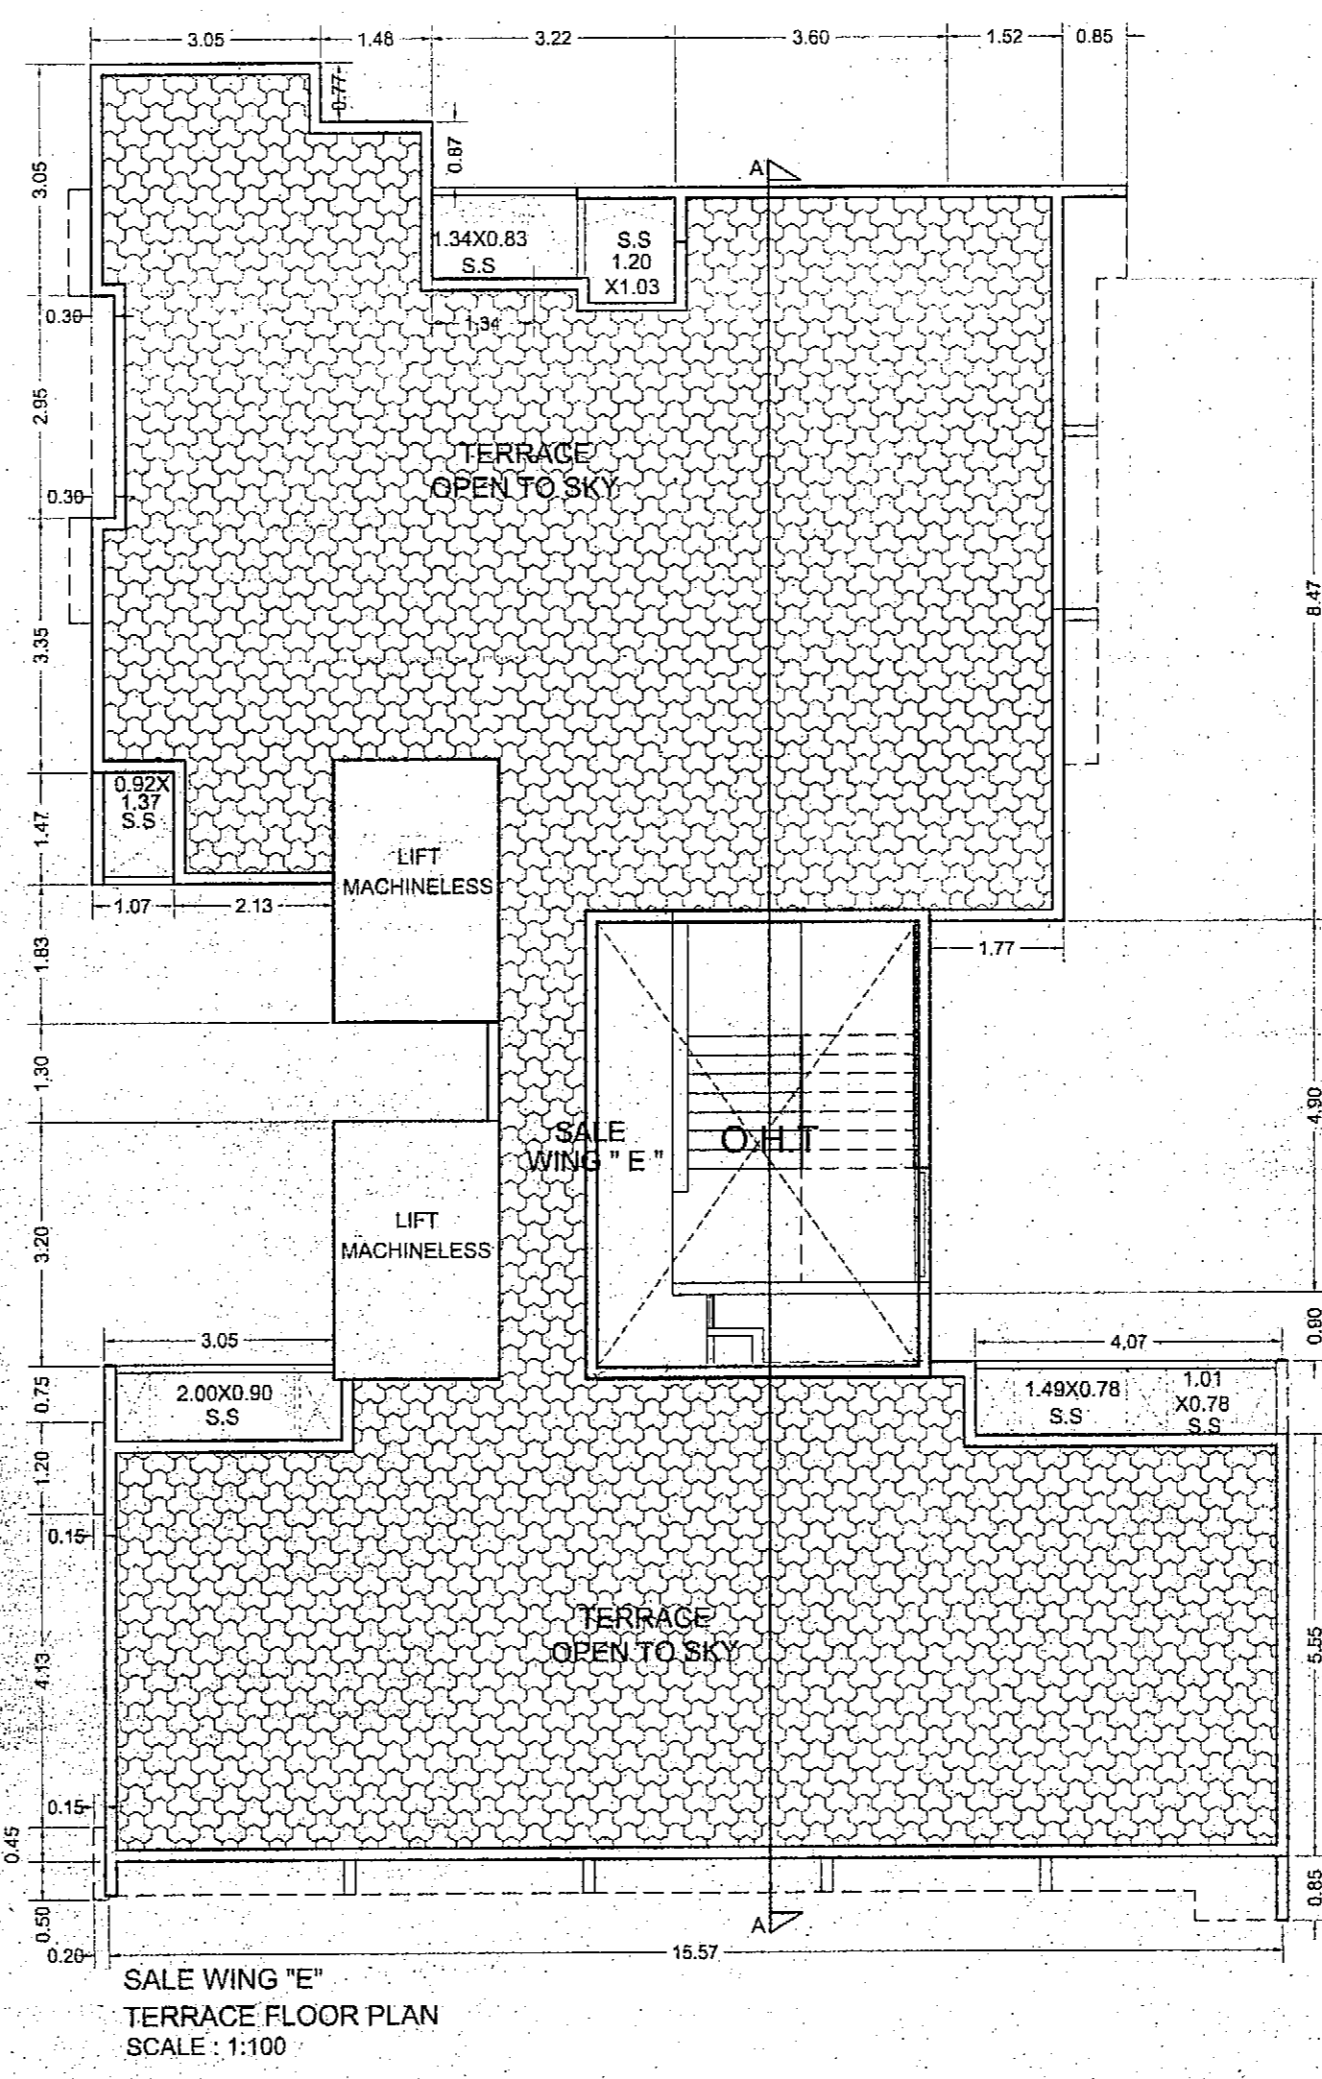 3.05
1.48
3.22
3.60
1.52
0.85
0.77
0.87
3.05
A
1.34X0.83
S.S
S.S
1.20
X1.03
0.30
1.34
2.95
TERRACE
OPEN TO SKY
0.30
8.47
3.35
0.92X
1.37
S.S
1.47
LIFT
MACHINELESS
1.07
2.13
1.83
1.77
1.30
4.90
SALE
WING " E "
O.H.T
3.20
LIFT
MACHINELESS
0.90
3.05
4.07
0.75
2.00X0.90
S.S
1.49X0.78
S.S
1.01
X0.78
S.S
1.20
0.15
TERRACE
OPEN TO SKY
5.55
4.13
0.15
0.45
0.85
0.50
A
0.20
15.57
SALE WING "E"
TERRACE FLOOR PLAN
SCALE : 1:100